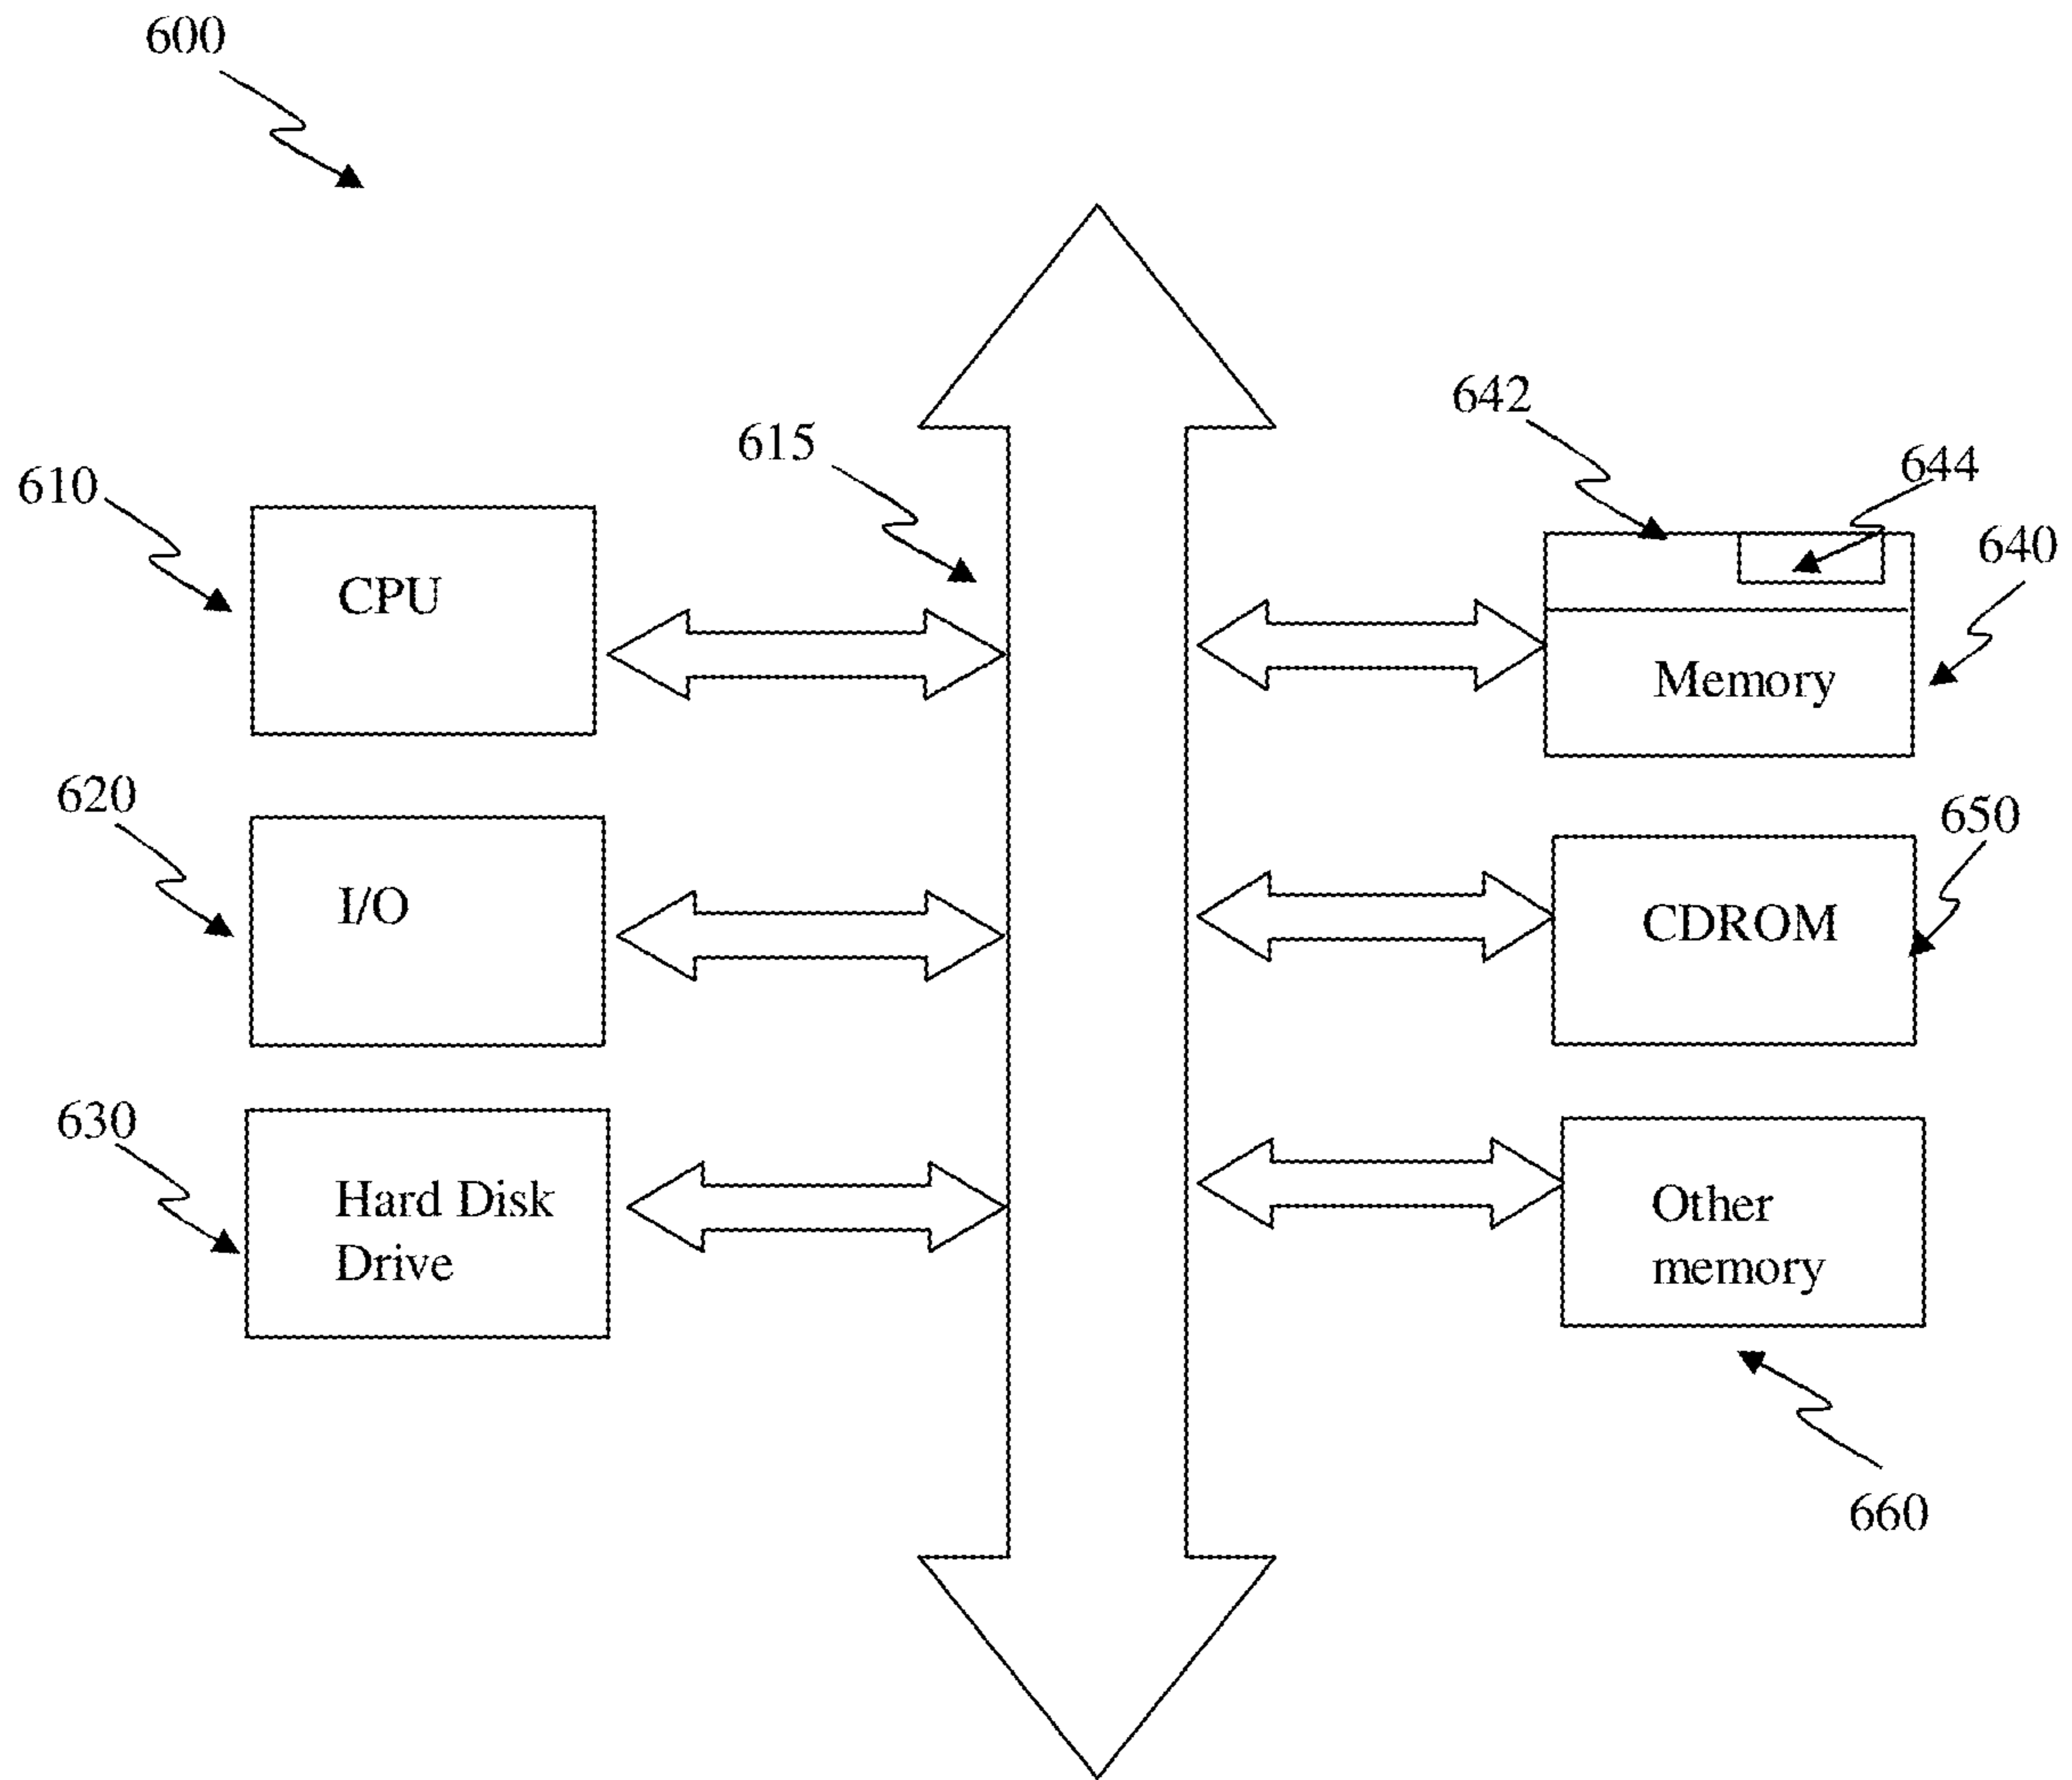 600
642
615
644
610
640
CPU
Memory
620
650
I/O
CDROM
630
Hard Disk
Drive
Other
memory
660